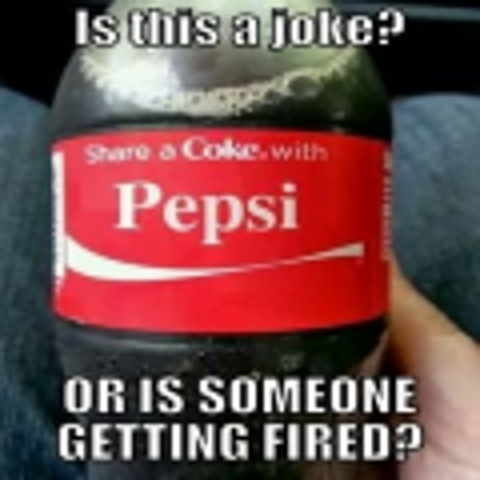 Is this a joke?
Share a Coke. with
Pepsi
OR IS SOMEONE
GETTING FIRED?